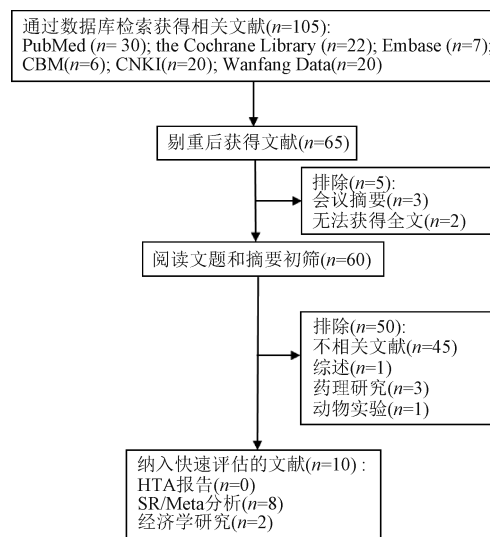 通过数据库检索获得相关文献(n=105):
PubMed (n= 30); the Cochrane Library (n=22); Embase (n=7);
CBM(n=6); CNKI(n=20); Wanfang Data(n=20)
剔重后获得文献(n=65)
排除(n=5):
会议摘要(n=3)
无法获得全文(n=2)
阅读文题和摘要初筛(n=60)
排除(n=50):
不相关文献(n=45)
综述(n=1)
药理研究(n=3)
动物实验(n=1)
纳入快速评估的文献(n=10) :
HTA报告(n=0)
SR/Meta分析(n=8)
经济学研究(n=2)